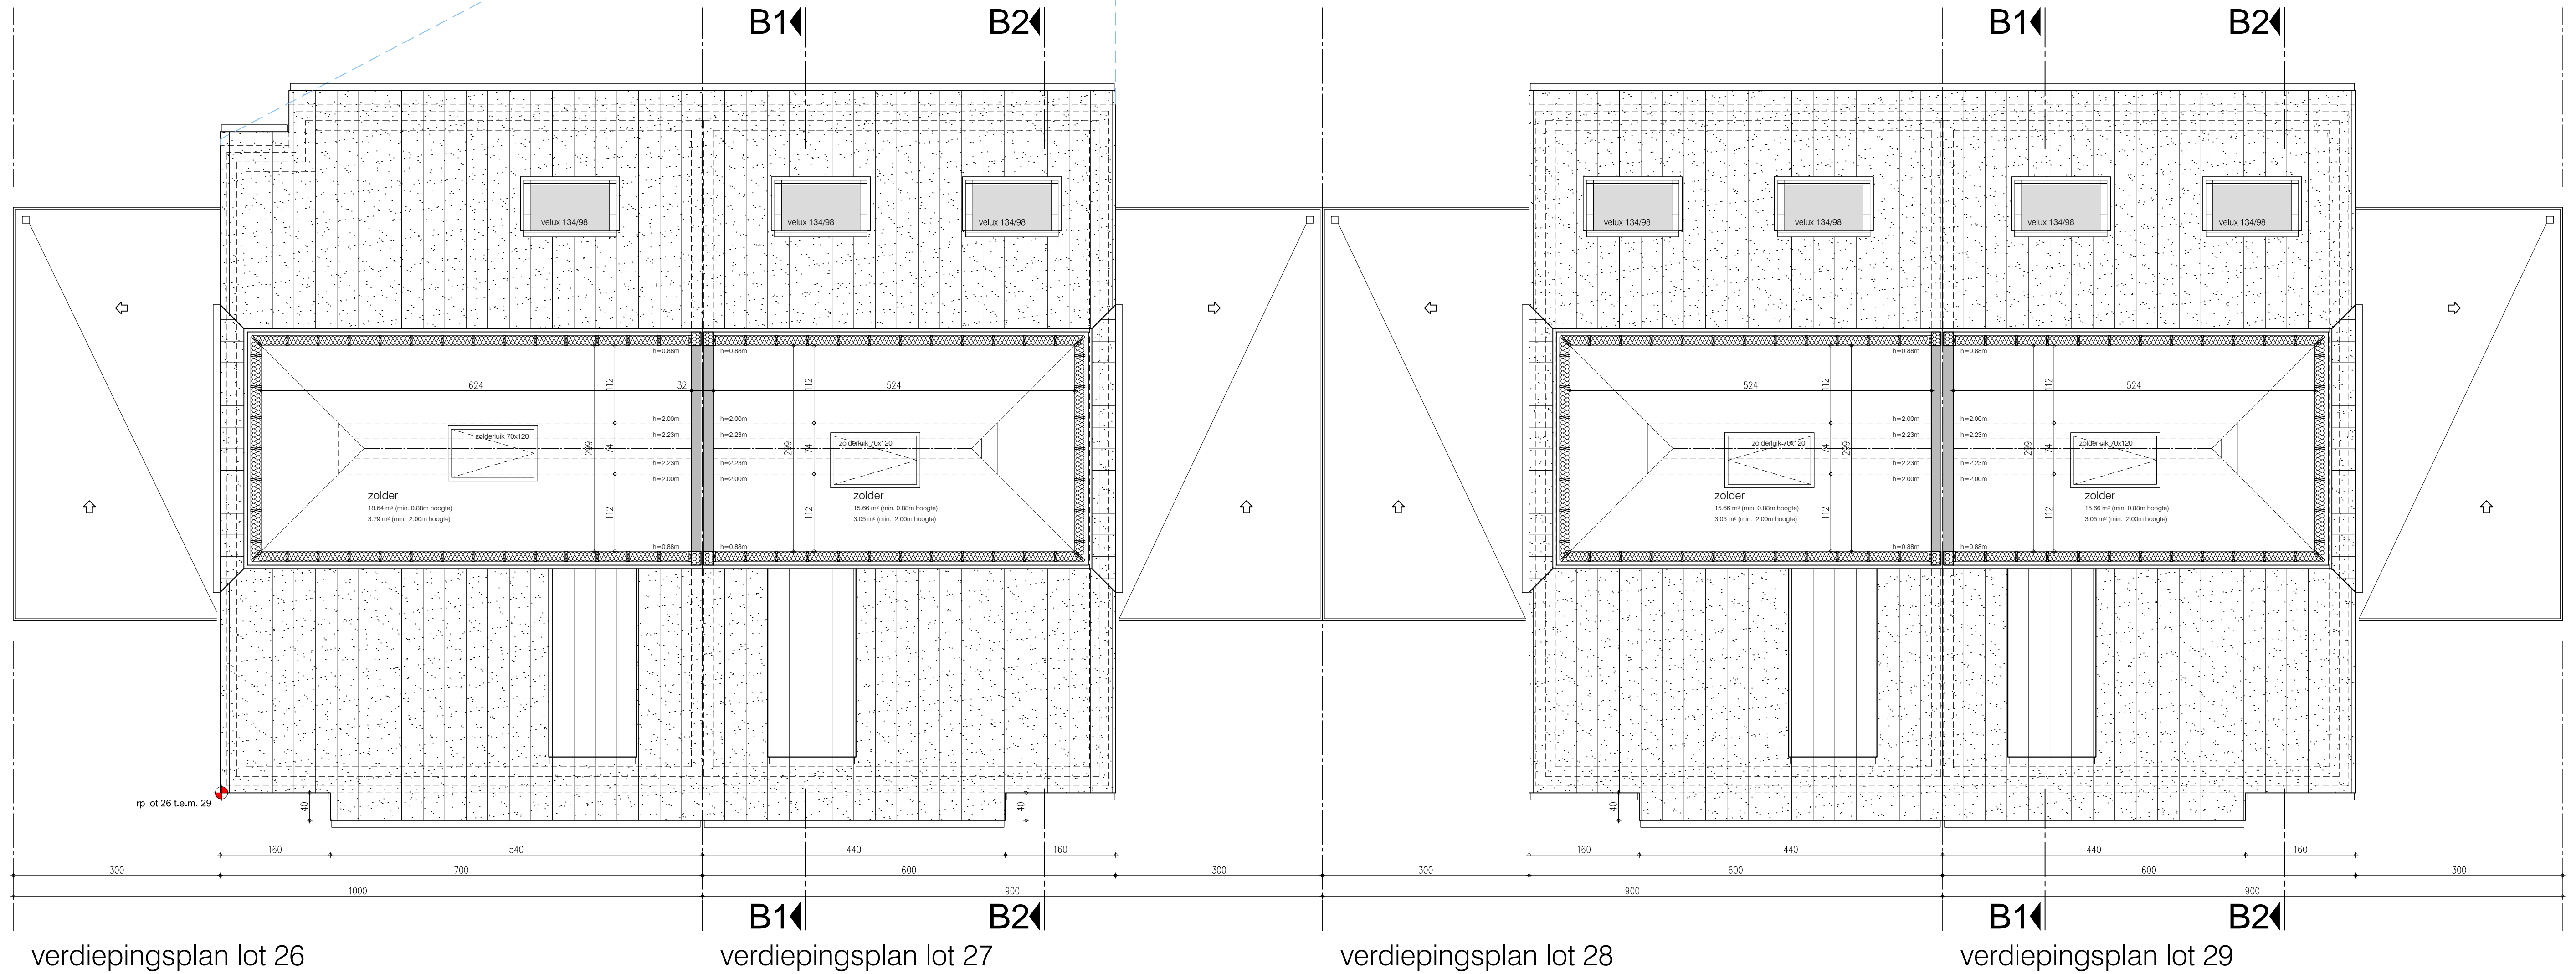 B1
B2
B1
B2
velux 134/98
velux 134/98
velux 134/98
velux 134/98
velux 134/98
velux 134/98
velux 134/98
h=0.88m
h=0.88m
h=0.88m
h=0.88m
624
32
112
112
524
524
112
112
524
h=2.00m
h=2.00m
h=2.00m
h=2.00m
zolderluik 70x120
h=2.23m
h=2.23m
zolderluik 70x120
zolderluik 70x120
h=2.23m
h=2.23m
zolderluik 70x120
299
74
299
74
74
299
299
74
h=2.23m
h=2.23m
h=2.23m
h=2.23m
h=2.00m
h=2.00m
h=2.00m
h=2.00m
zolder
18.64 m² (min. 0.88m hoogte)
3.79 m² (min. 2.00m hoogte)
112
112
zolder
15.66 m² (min. 0.88m hoogte)
3.05 m² (min. 2.00m hoogte)
zolder
15.66 m² (min. 0.88m hoogte)
3.05 m² (min. 2.00m hoogte)
112
112
zolder
15.66 m² (min. 0.88m hoogte)
3.05 m² (min. 2.00m hoogte)
h=0.88m
h=0.88m
h=0.88m
h=0.88m
rp lot 26 t.e.m. 29
40
40
40
40
160
540
440
160
160
440
440
160
300
700
600
300
300
600
600
300
1000
900
900
900
B1
B2
B1
B2
verdiepingsplan lot 26
verdiepingsplan lot 27
verdiepingsplan lot 28
verdiepingsplan lot 29